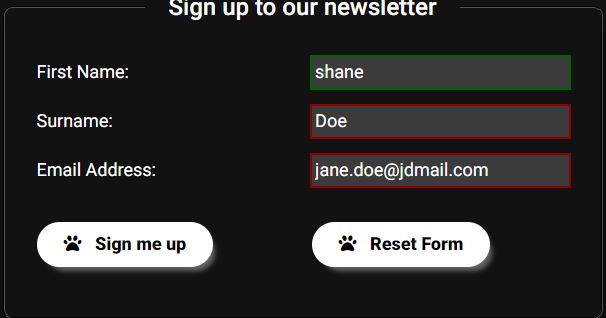 Sign up to our newsletter
First Name: shane
Surname: Doe
Email Address: jane.doe@jdmail.com
Sign me up Reset Form